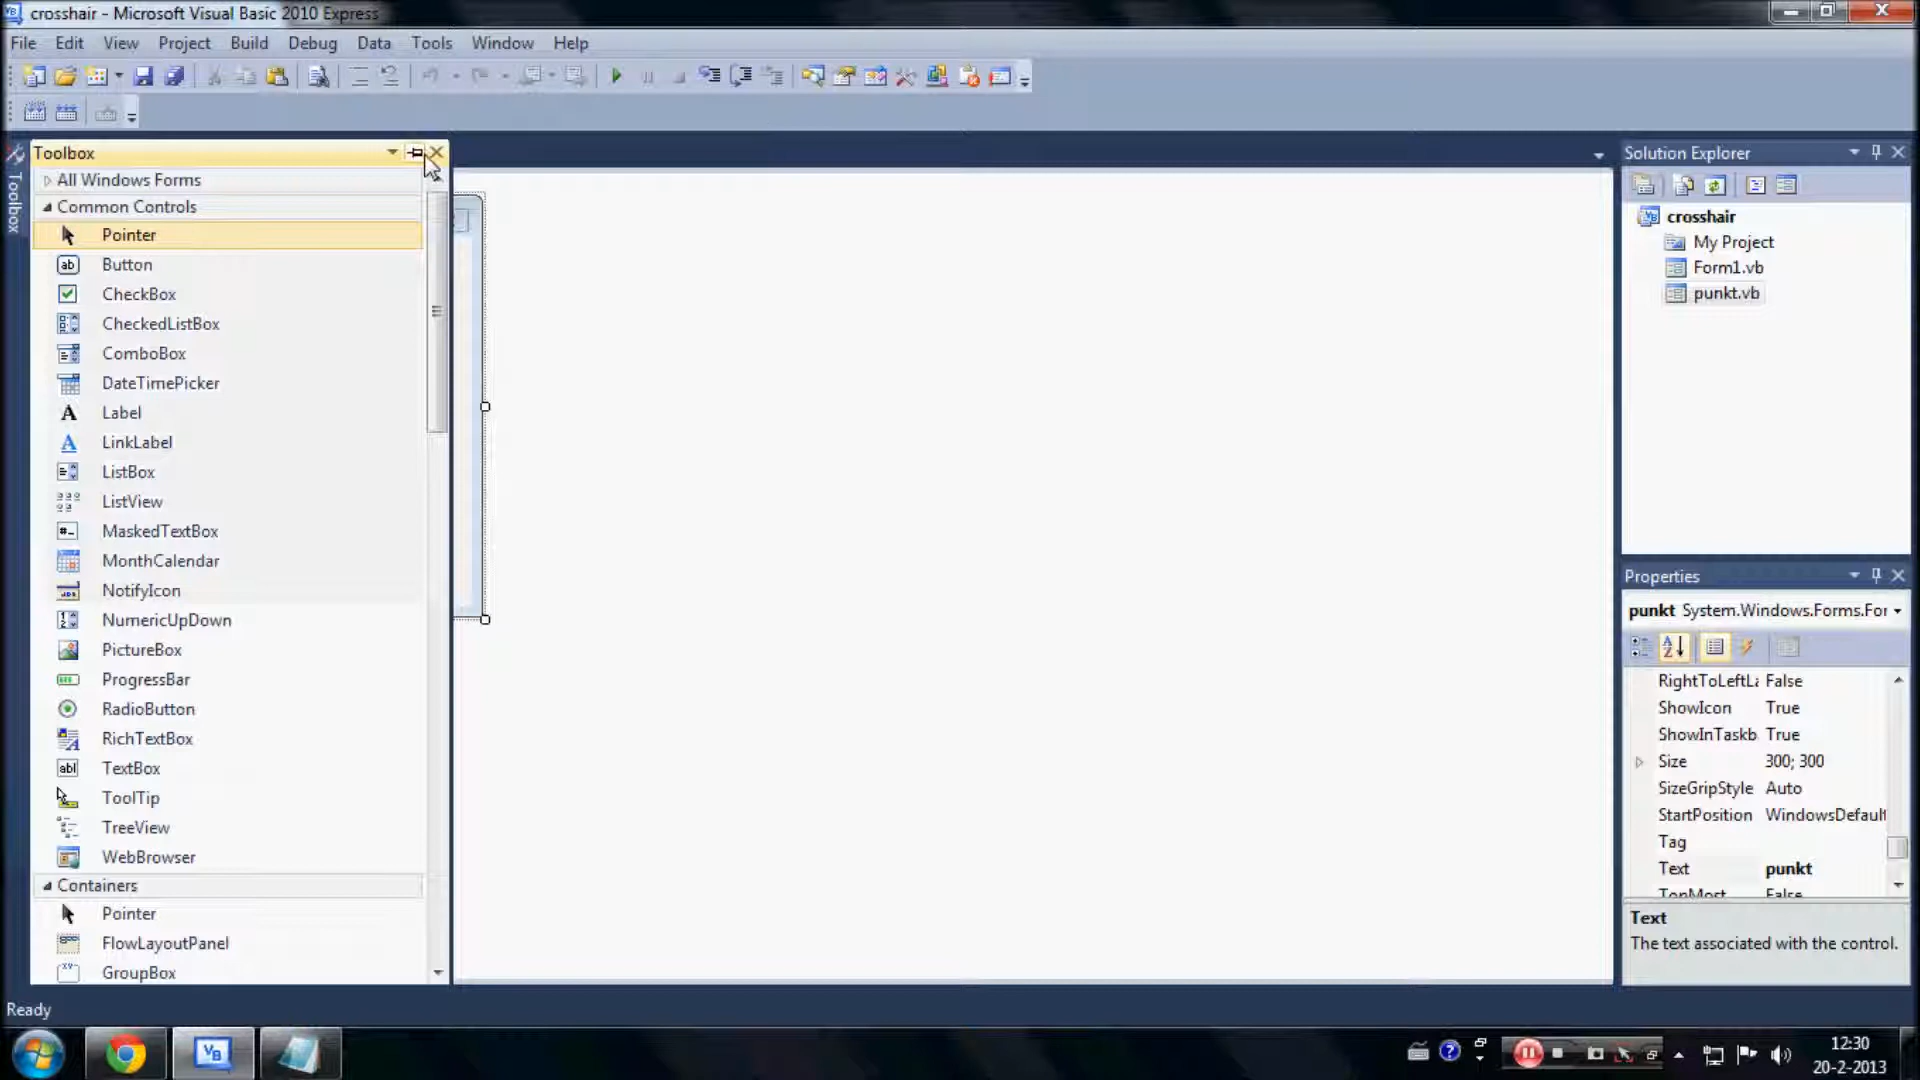 crosshair - Microsoft Visual Basic 2010 Express
File Edit View Project Build Debug Data Tools Window Help
Toolbox
Toolbox
All Windows Forms
Common Controls
Pointer
Button
CheckBox
CheckedListBox
ComboBox
DateTimePicker
Label
LinkLabel
ListBox
ListView
MaskedTextBox
MonthCalendar
NotifyIcon
NumericUpDown
PictureBox
ProgressBar
RadioButton
RichTextBox
TextBox
ToolTip
TreeView
WebBrowser
Containers
Pointer
FlowLayoutPanel
GroupBox
Solution Explorer
crosshair
My Project
Form1.vb
punkt.vb
Properties
punkt System.Windows.Forms.For
RightToLeftLa False
ShowIcon True
ShowInTaskb True
Size 300; 300
SizeGripStyle Auto
StartPosition WindowsDefault
Tag
Text punkt
TopMost False
Text
The text associated with the control.
Ready
12:30
20-2-2013